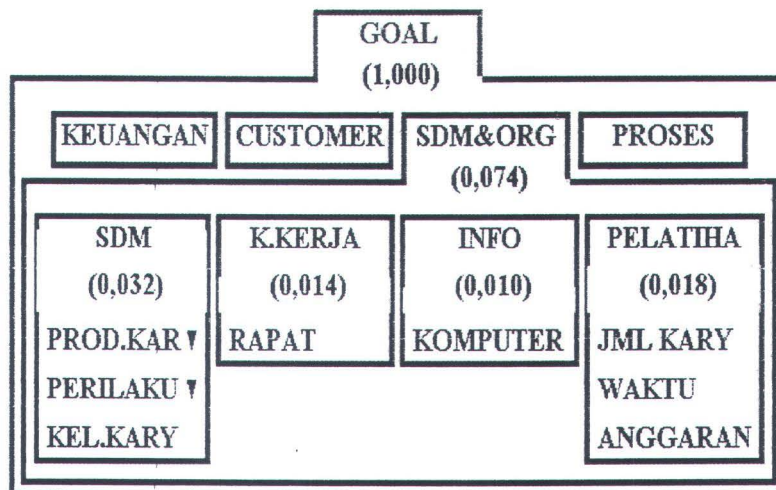 GOAL
(1,000)
KEUANGAN CUSTOMER SDM&ORG PROSES
(0,074)
SDM K.KERJA INFO PELATIHA
(0,032) (0,014) (0,010) (0,018)
PROD.KAR RAPAT KOMPUTER JML KARY
PERILAKU WAKTU
KEL.KARY ANGGARAN